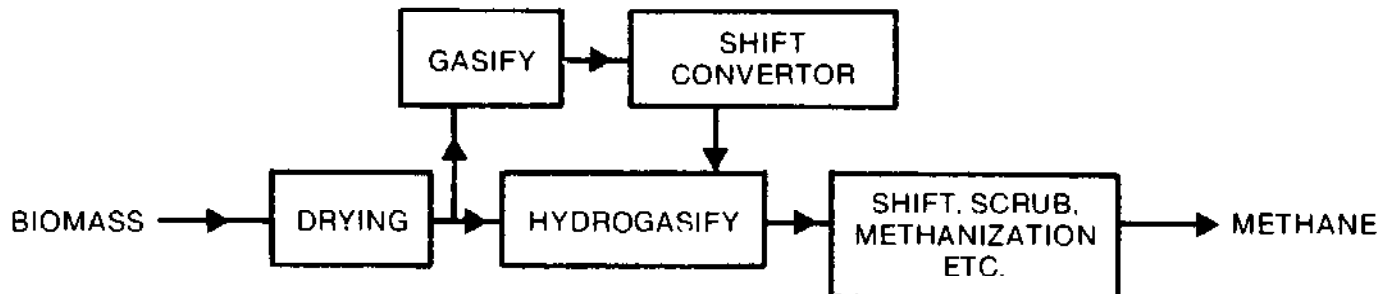 GASIFY
SHIFT
CONVERTOR
BIOMASS
DRYING
HYDROGASIFY
SHIFT, SCRUB,
METHANIZATION
ETC.
METHANE